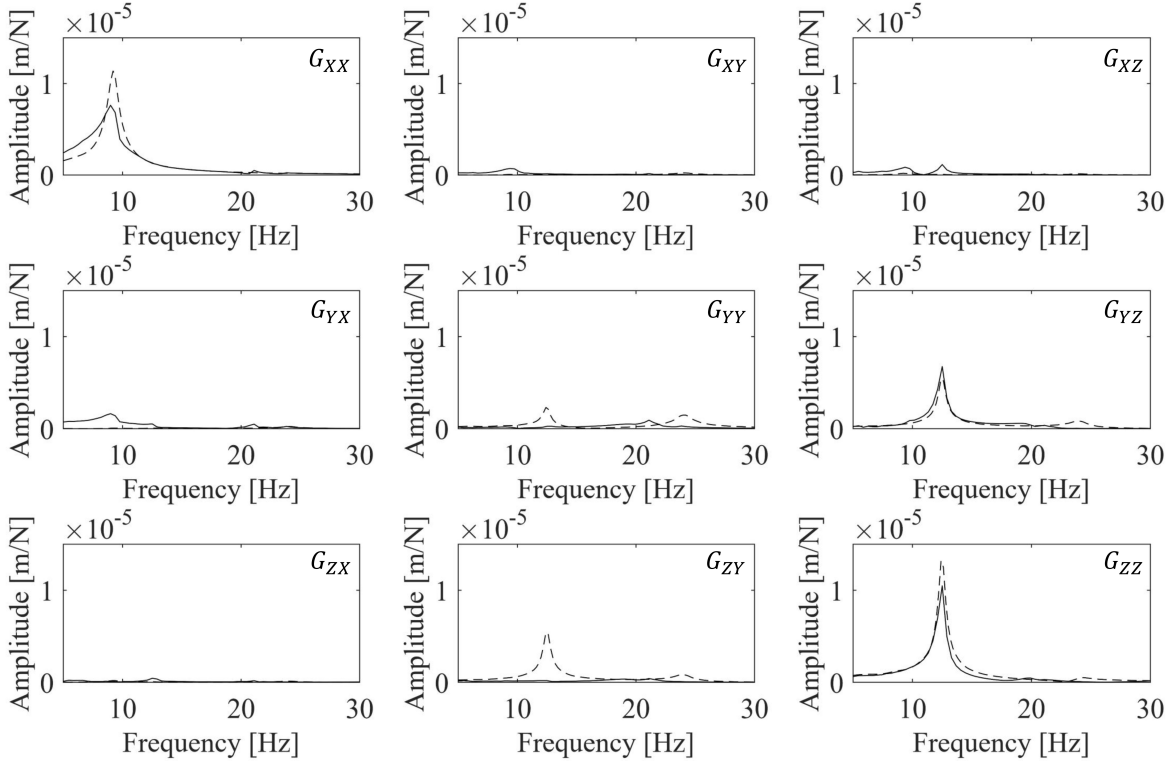 ×10⁻⁵ ×10⁻⁵ ×10⁻⁵
Amplitude [m/N] Amplitude [m/N] Amplitude [m/N]
G_XX G_XY G_XZ
1 1 1
0 0 0
10 20 30 10 20 30 10 20 30
Frequency [Hz] Frequency [Hz] Frequency [Hz]
×10⁻⁵ ×10⁻⁵ ×10⁻⁵
Amplitude [m/N] Amplitude [m/N] Amplitude [m/N]
G_YX G_YY G_YZ
1 1 1
0 0 0
10 20 30 10 20 30 10 20 30
Frequency [Hz] Frequency [Hz] Frequency [Hz]
×10⁻⁵ ×10⁻⁵ ×10⁻⁵
Amplitude [m/N] Amplitude [m/N] Amplitude [m/N]
G_ZX G_ZY G_ZZ
1 1 1
0 0 0
10 20 30 10 20 30 10 20 30
Frequency [Hz] Frequency [Hz] Frequency [Hz]